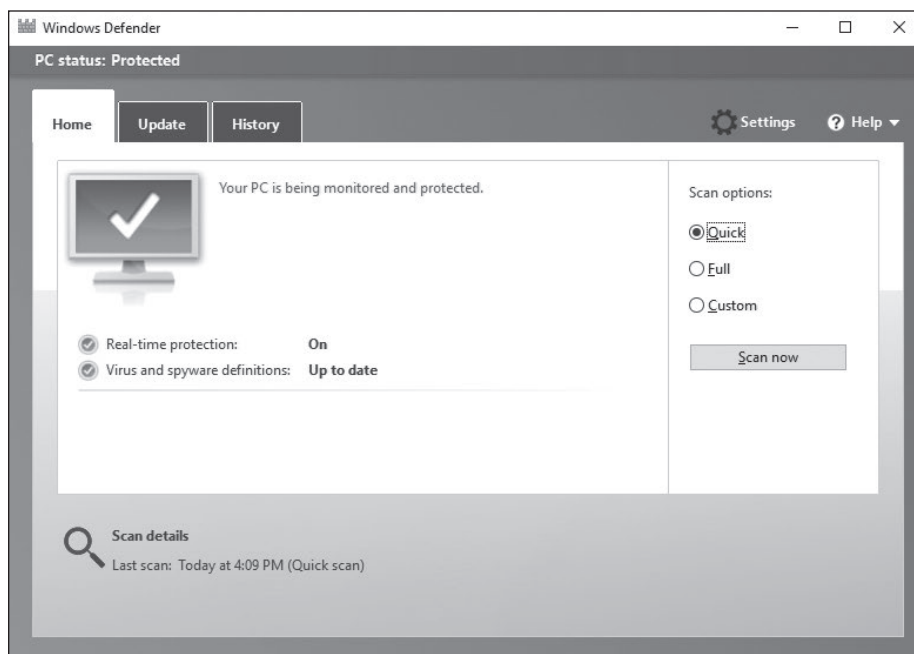 Windows Defender
PC status: Protected
Home
Update
History
Settings
Help
Your PC is being monitored and protected.
Scan options:
Quick
Full
Custom
Scan now
Real-time protection: On
Virus and spyware definitions: Up to date
Scan details
Last scan: Today at 4:09 PM (Quick scan)